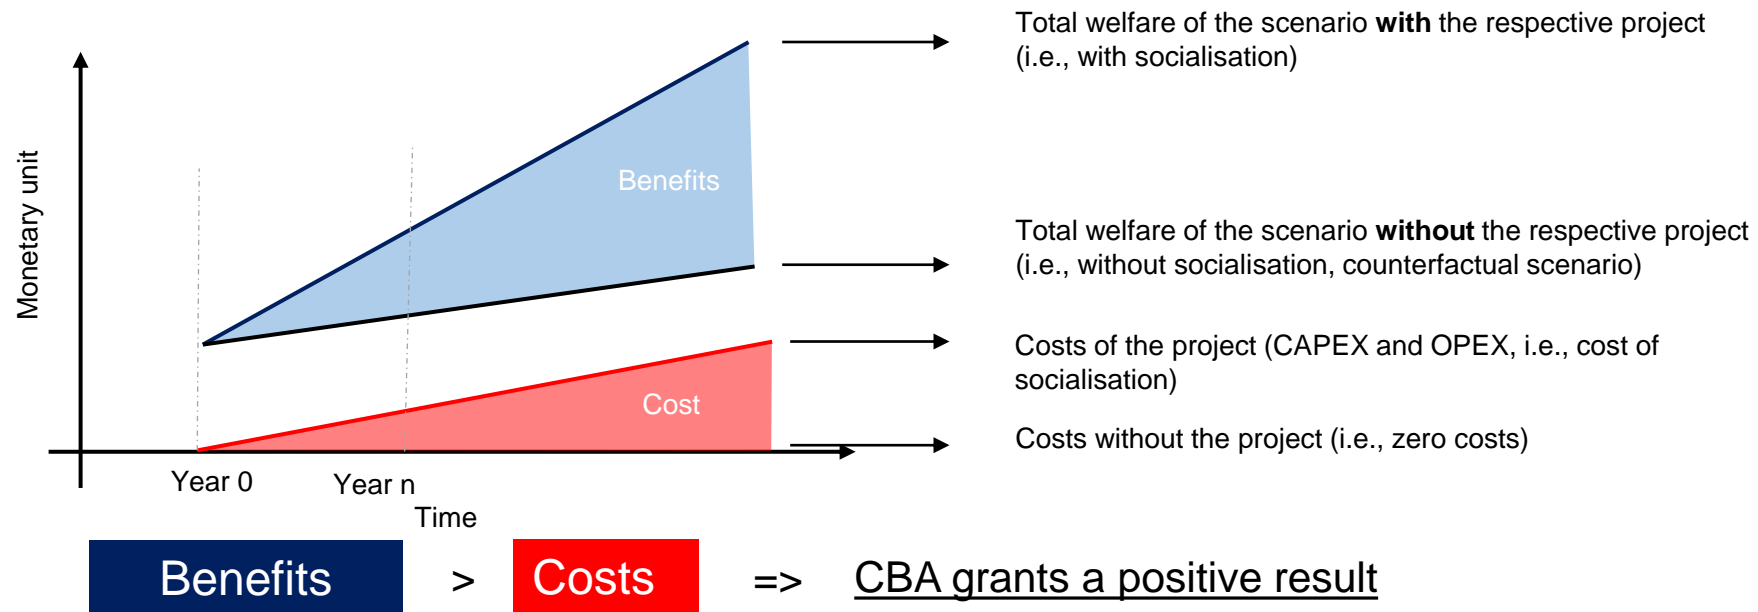 Total welfare of the scenario with the respective project
(i.e., with socialisation)
Monetary unit
Benefits
Total welfare of the scenario without the respective project
(i.e., without socialisation, counterfactual scenario)
Costs of the project (CAPEX and OPEX, i.e., cost of
socialisation)
Cost
Costs without the project (i.e., zero costs)
Year 0
Year n
Time
Benefits > Costs => CBA grants a positive result